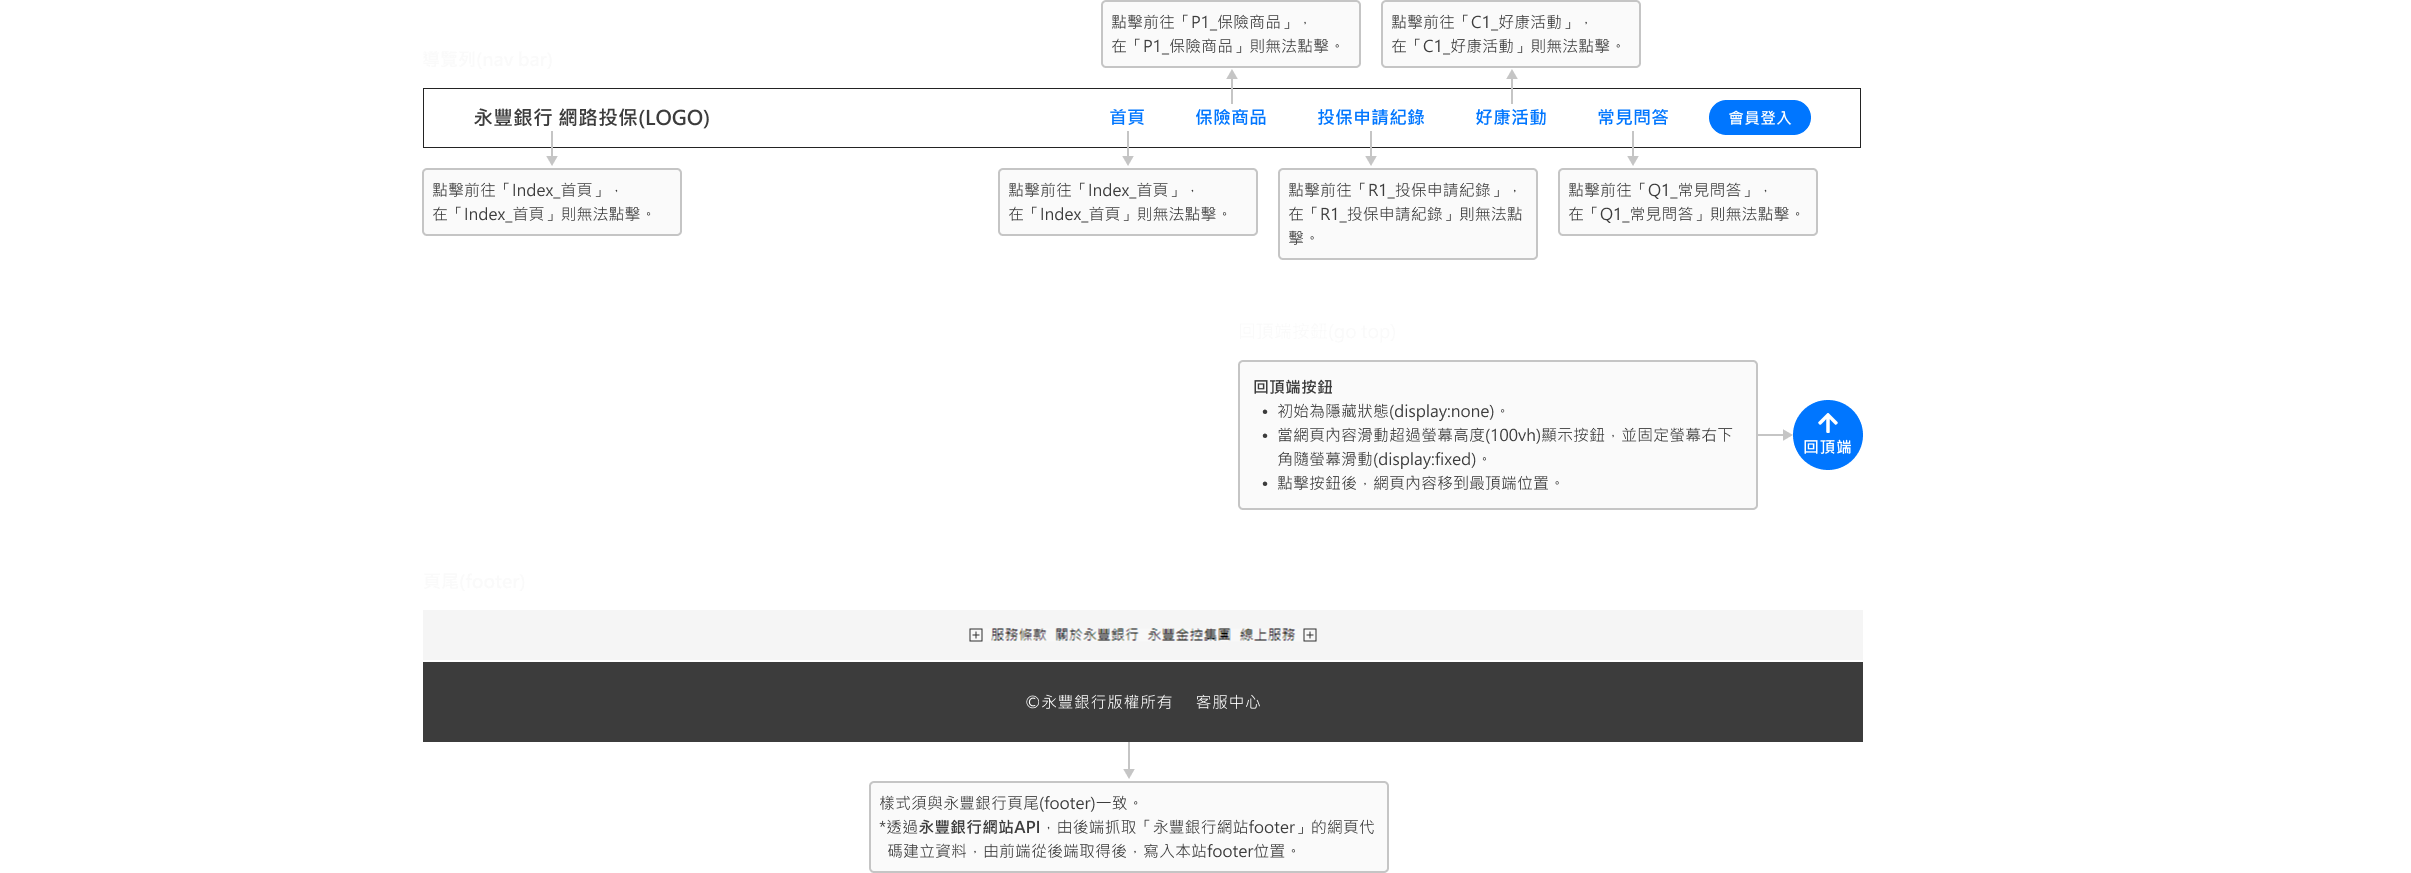 點擊前往「P1_保險商品」，
在「P1_保險商品」則無法點擊。
點擊前往「C1_好康活動」，
在「C1_好康活動」則無法點擊。
導覽列(nav bar)
永豐銀行 網路投保(LOGO)
首頁
保險商品
投保申請紀錄
好康活動
常見問答
會員登入
點擊前往「Index_首頁」，
在「Index_首頁」則無法點擊。
點擊前往「Index_首頁」，
在「Index_首頁」則無法點擊。
點擊前往「R1_投保申請紀錄」，
在「R1_投保申請紀錄」則無法點
擊。
點擊前往「Q1_常見問答」，
在「Q1_常見問答」則無法點擊。
回頂端按鈕(go top)
回頂端按鈕
• 初始為隱藏狀態(display:none)。
• 當網頁內容滑動超過螢幕高度(100vh)顯示按鈕，並固定螢幕右下
角隨螢幕滑動(display:fixed)。
• 點擊按鈕後，網頁內容移到最頂端位置。
回頂端
頁尾(footer)
服務條款 關於永豐銀行 永豐金控集團 線上服務
©永豐銀行版權所有 客服中心
樣式須與永豐銀行頁尾(footer)一致。
*透過永豐銀行網站API，由後端抓取「永豐銀行網站footer」的網頁代
碼建立資料，由前端從後端取得後，寫入本站footer位置。